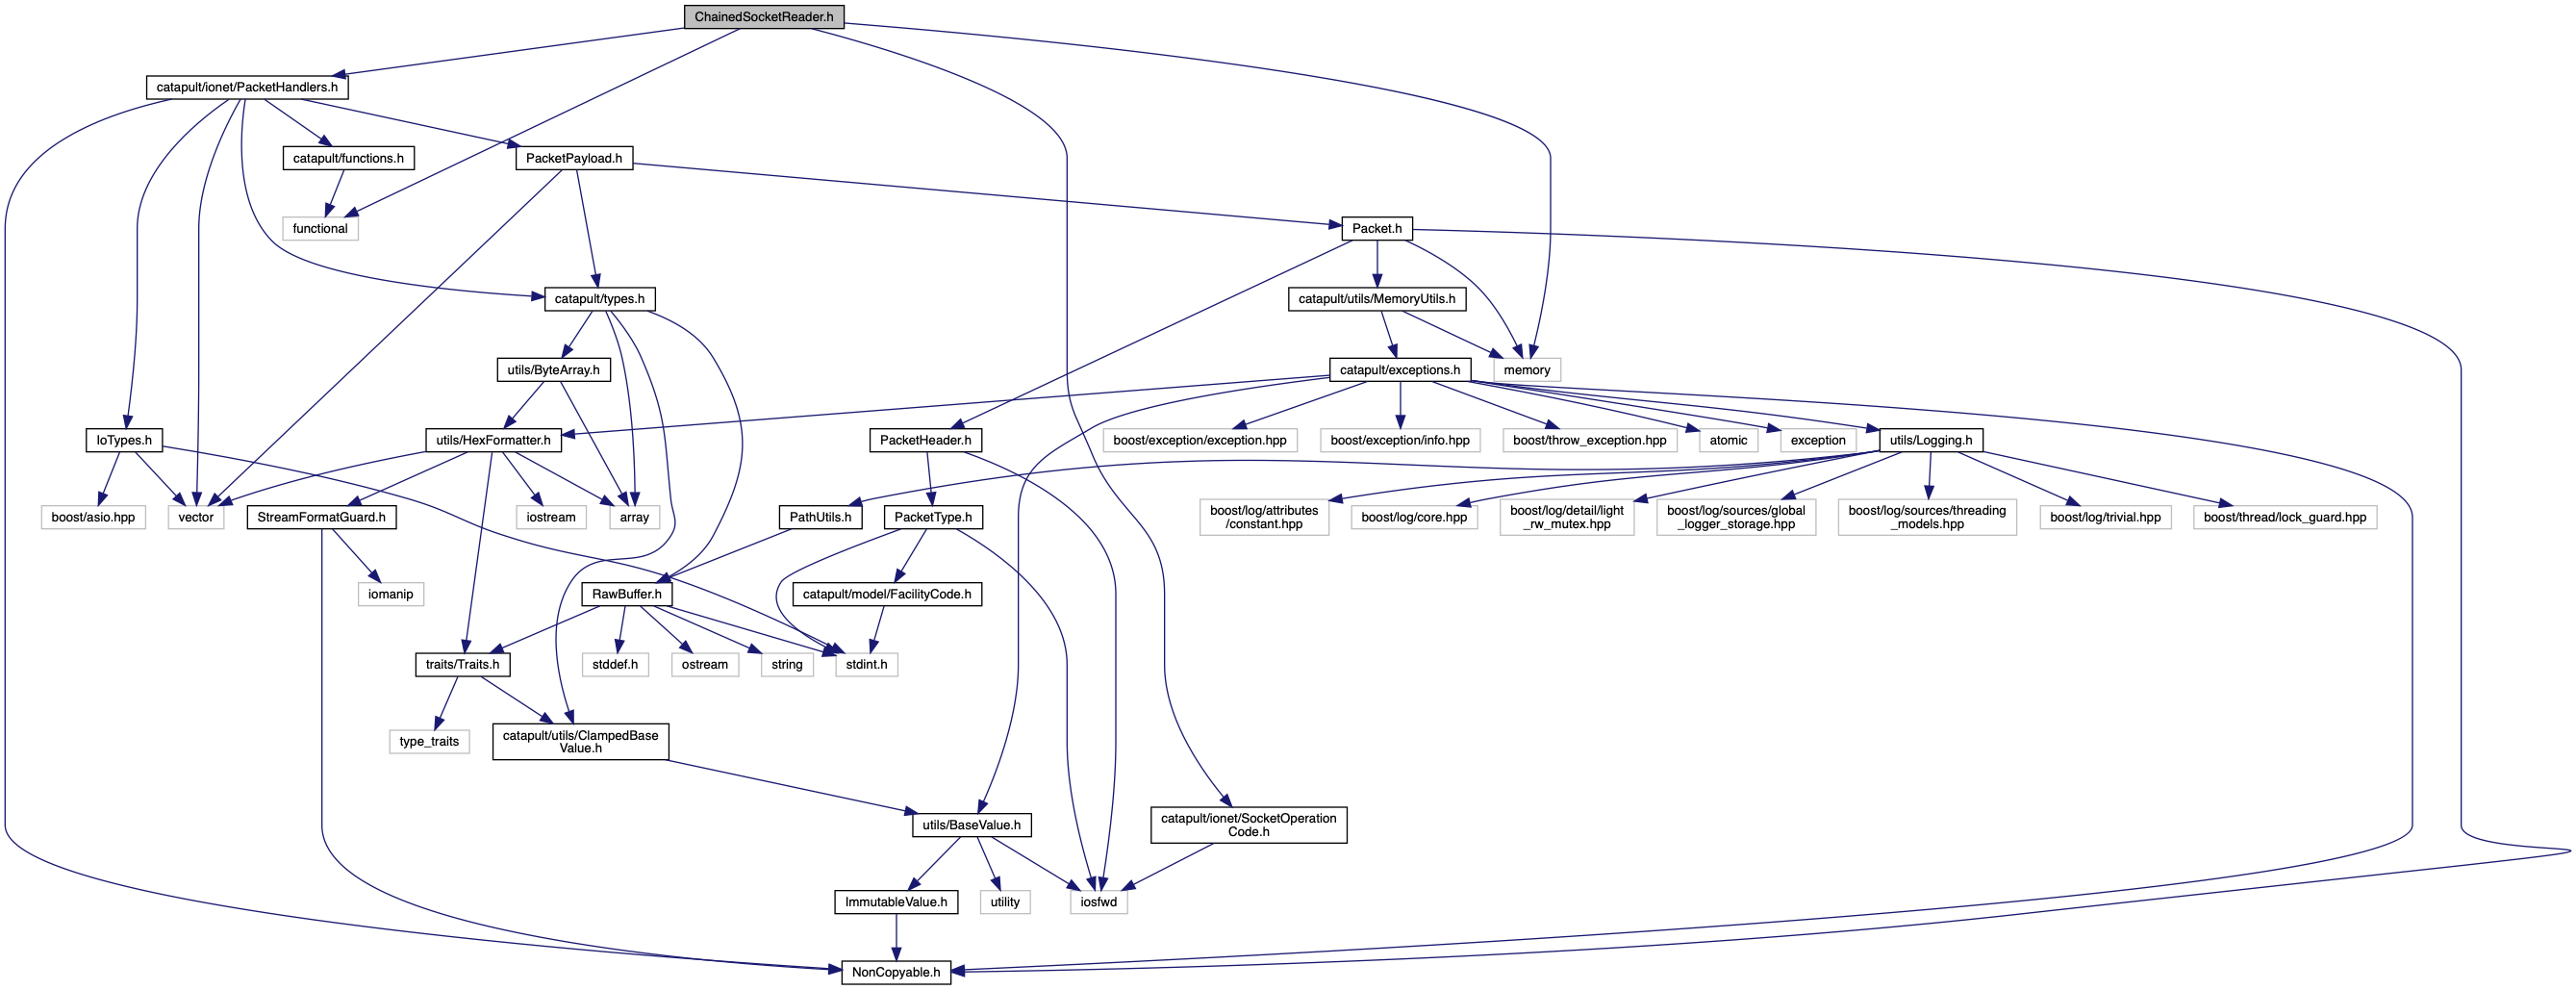 ChainedSocketReader.h
catapult/ionet/PacketHandlers.h
catapult/functions.h
PacketPayload.h
functional
Packet.h
catapult/types.h
catapult/utils/MemoryUtils.h
utils/ByteArray.h
catapult/exceptions.h
memory
IoTypes.h
utils/HexFormatter.h
PacketHeader.h
boost/exception/exception.hpp
boost/exception/info.hpp
boost/throw_exception.hpp
atomic
exception
utils/Logging.h
boost/asio.hpp
vector
StreamFormatGuard.h
iostream
array
PathUtils.h
PacketType.h
boost/log/attributes
/constant.hpp
boost/log/core.hpp
boost/log/detail/light
_rw_mutex.hpp
boost/log/sources/global
_logger_storage.hpp
boost/log/sources/threading
_models.hpp
boost/log/trivial.hpp
boost/thread/lock_guard.hpp
iomanip
RawBuffer.h
catapult/model/FacilityCode.h
traits/Traits.h
stddef.h
ostream
string
stdint.h
type_traits
catapult/utils/ClampedBase
Value.h
utils/BaseValue.h
catapult/ionet/SocketOperation
Code.h
ImmutableValue.h
utility
iosfwd
NonCopyable.h